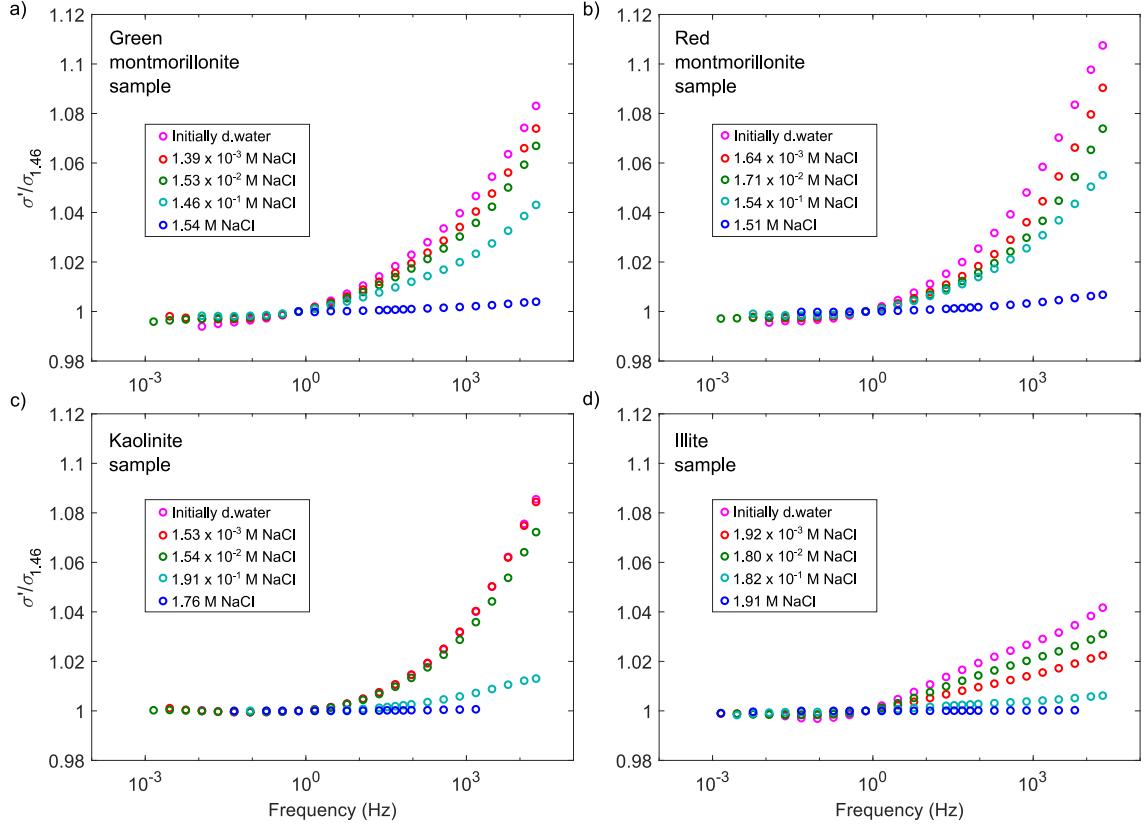 a)
Green
montmorillonite
sample
Initially d.water
1.39 x 10⁻³ M NaCl
1.53 x 10⁻² M NaCl
1.46 x 10⁻¹ M NaCl
1.54 M NaCl
σ'/σ₁.₄₆
1.12
1.1
1.08
1.06
1.04
1.02
1
0.98
10⁻³
10⁰
10³
b)
Red
montmorillonite
sample
Initially d.water
1.64 x 10⁻³ M NaCl
1.71 x 10⁻² M NaCl
1.54 x 10⁻¹ M NaCl
1.51 M NaCl
1.12
1.1
1.08
1.06
1.04
1.02
1
0.98
10⁻³
10⁰
10³
c)
Kaolinite
sample
Initially d.water
1.53 x 10⁻³ M NaCl
1.54 x 10⁻² M NaCl
1.91 x 10⁻¹ M NaCl
1.76 M NaCl
σ'/σ₁.₄₆
1.12
1.1
1.08
1.06
1.04
1.02
1
0.98
10⁻³
10⁰
10³
Frequency (Hz)
d)
Illite
sample
Initially d.water
1.92 x 10⁻³ M NaCl
1.80 x 10⁻² M NaCl
1.82 x 10⁻¹ M NaCl
1.91 M NaCl
1.12
1.1
1.08
1.06
1.04
1.02
1
0.98
10⁻³
10⁰
10³
Frequency (Hz)